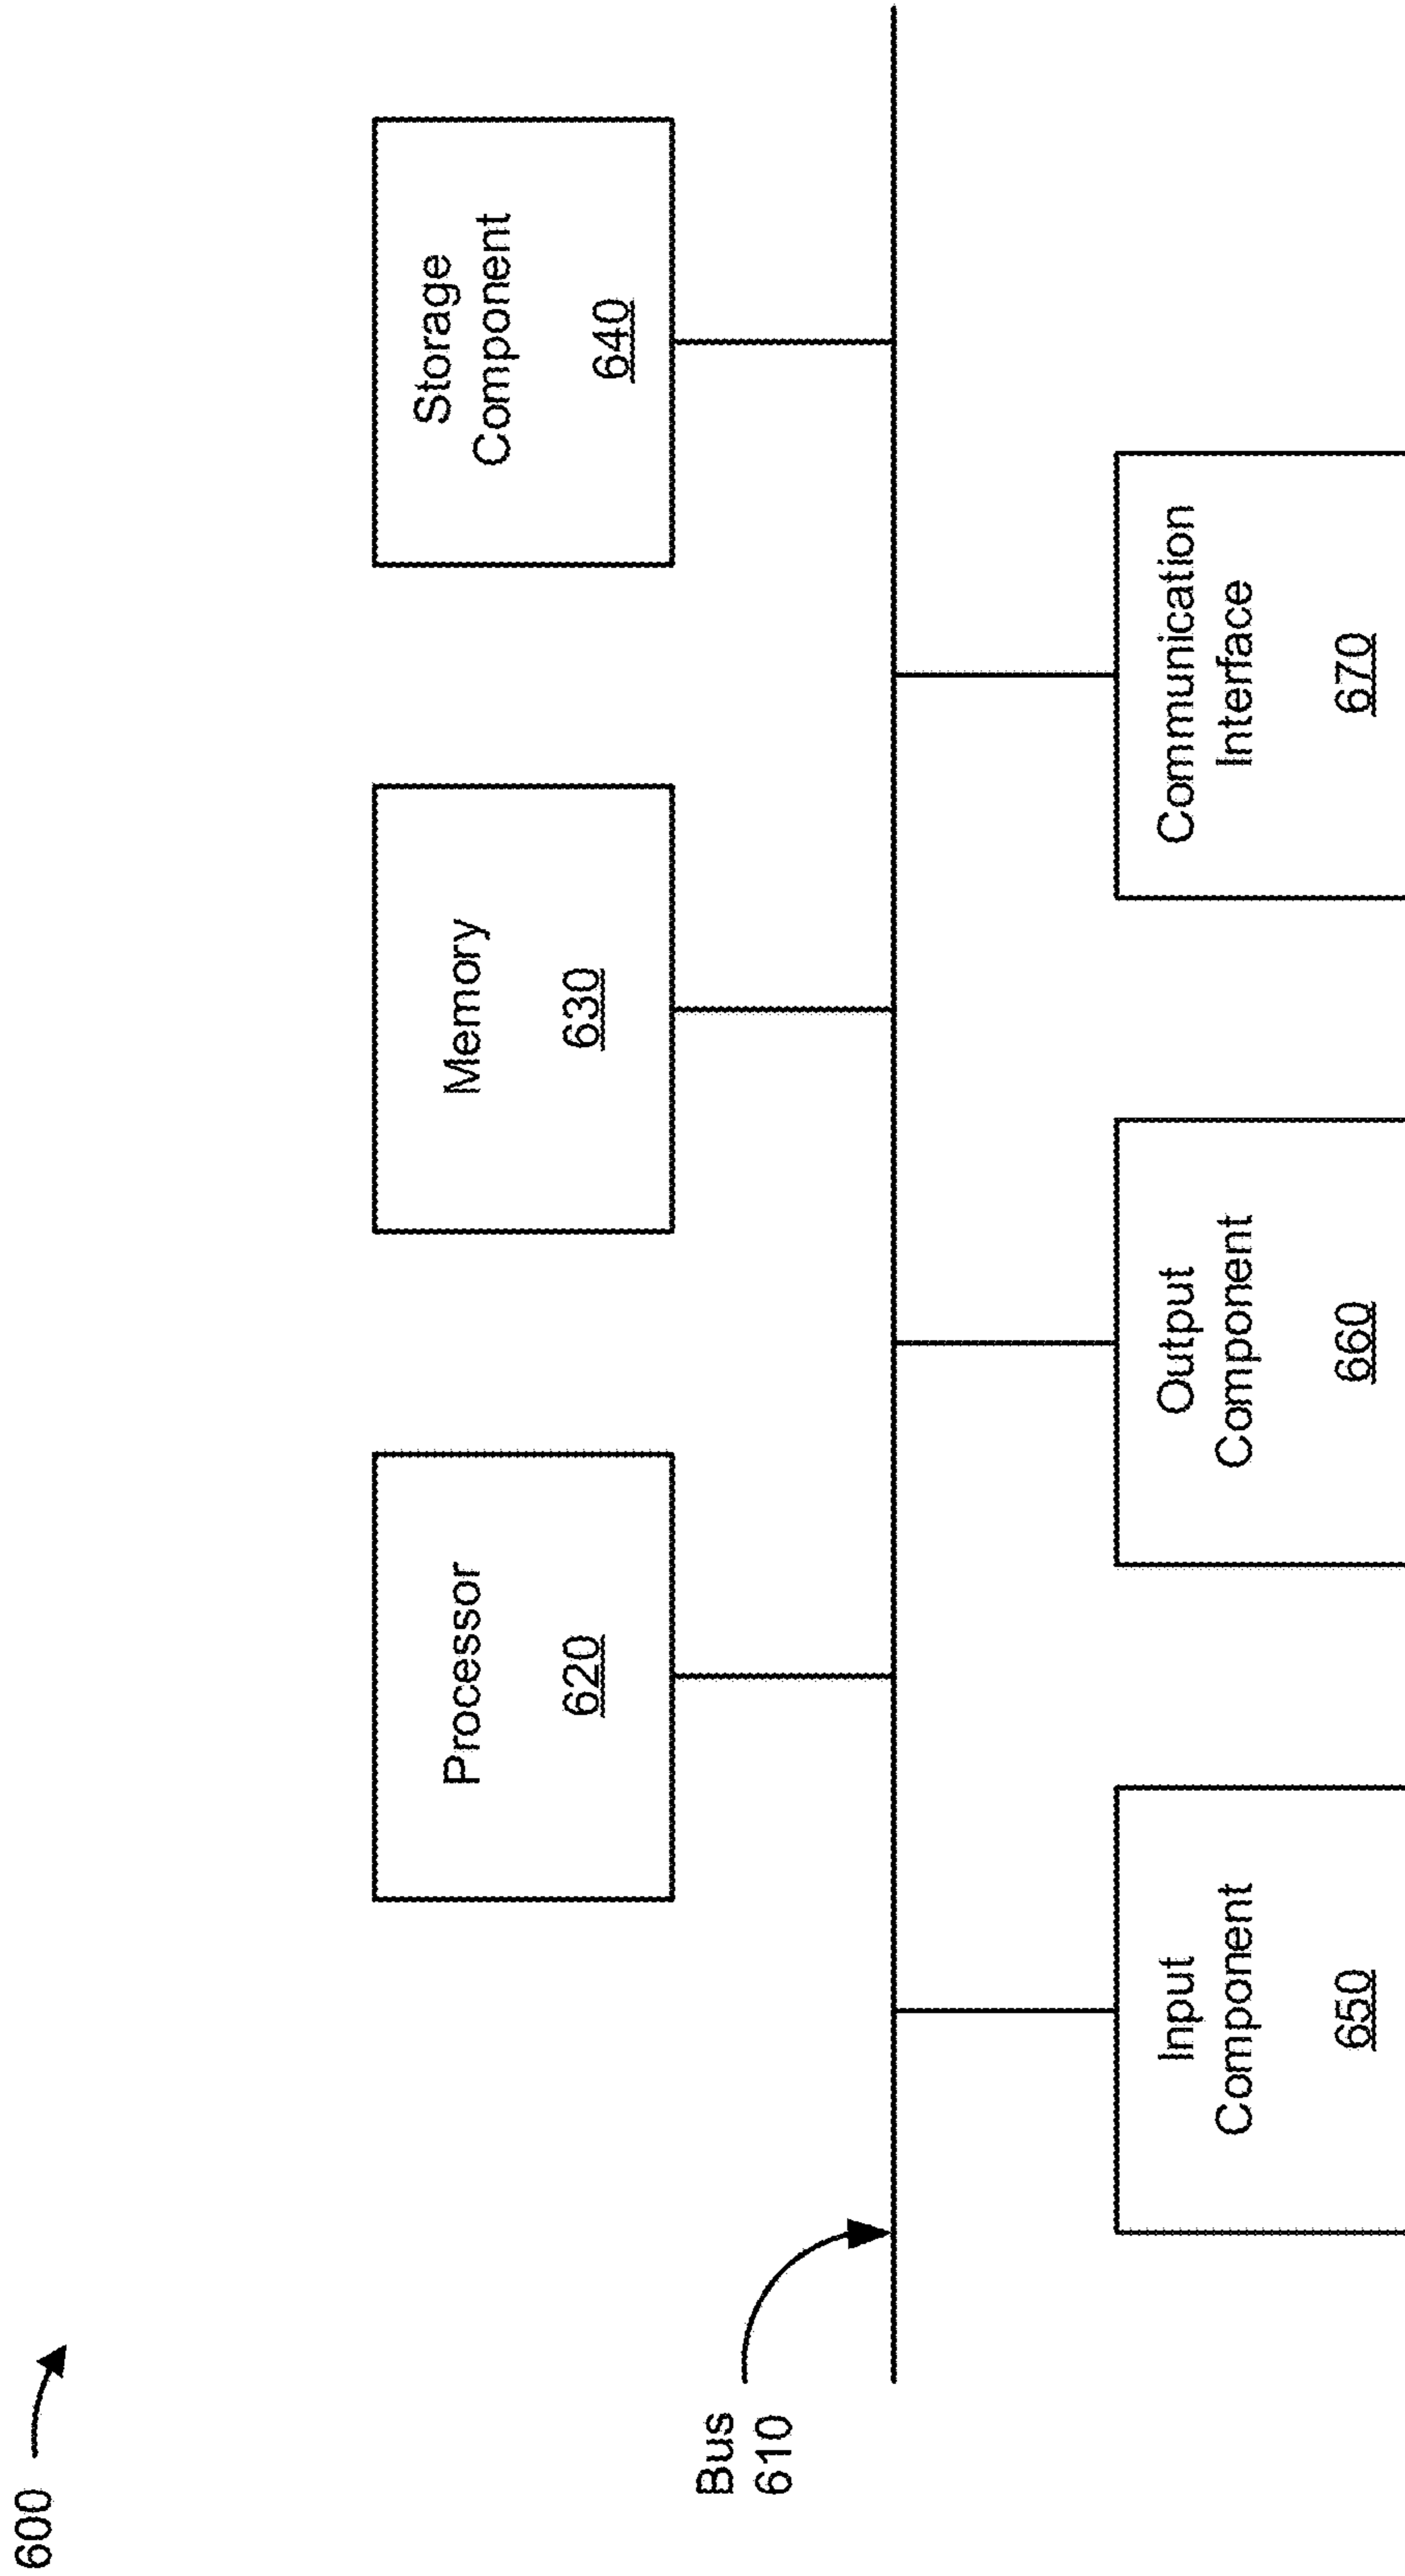 600
Processor
620
Memory
630
Storage
Component
640
Bus
610
Input
Component
650
Output
Component
660
Communication
Interface
670